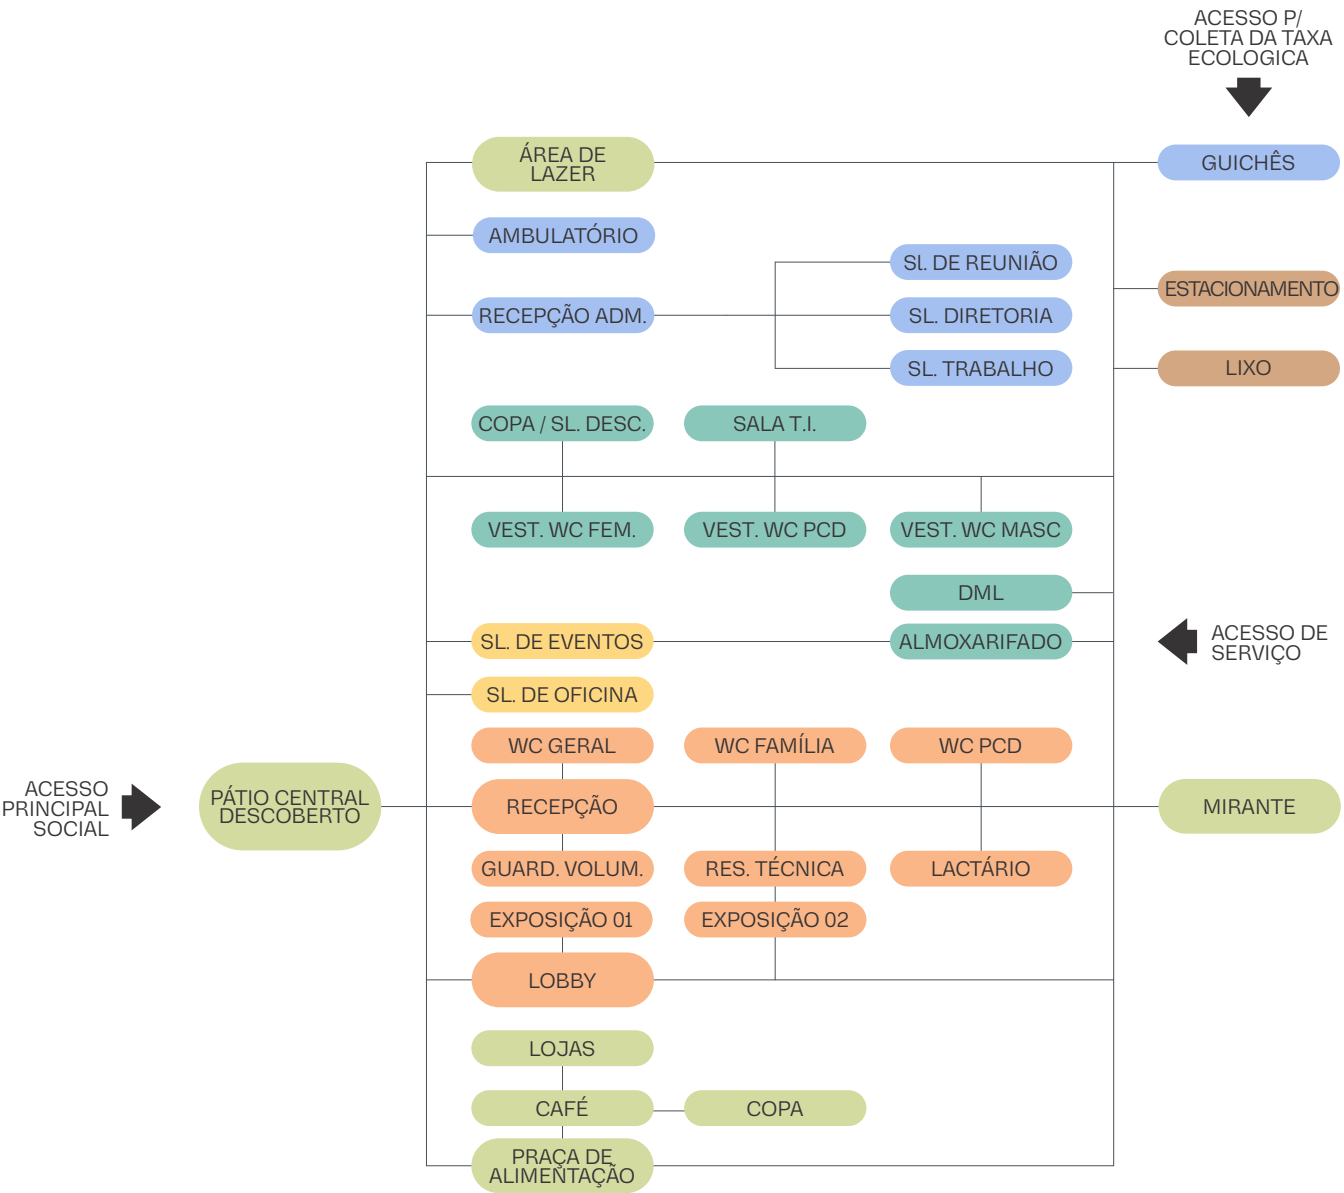 ACESSO P/
COLETA DA TAXA
ECOLOGICA
ÁREA DE
LAZER
GUICHÊS
AMBULATÓRIO
Sl. DE REUNIÃO
ESTACIONAMENTO
RECEPÇÃO ADM.
SL. DIRETORIA
SL. TRABALHO
LIXO
COPA / SL. DESC.
SALA T.I.
VEST. WC FEM.
VEST. WC PCD
VEST. WC MASC
DML
SL. DE EVENTOS
ALMOXARIFADO
ACESSO DE
SERVIÇO
SL. DE OFICINA
WC GERAL
WC FAMÍLIA
WC PCD
ACESSO
PRINCIPAL
SOCIAL
PÁTIO CENTRAL
DESCOBERTO
RECEPÇÃO
MIRANTE
GUARD. VOLUM.
RES. TÉCNICA
LACTÁRIO
EXPOSIÇÃO 01
EXPOSIÇÃO 02
LOBBY
LOJAS
CAFÉ
COPA
PRAÇA DE
ALIMENTAÇÃO